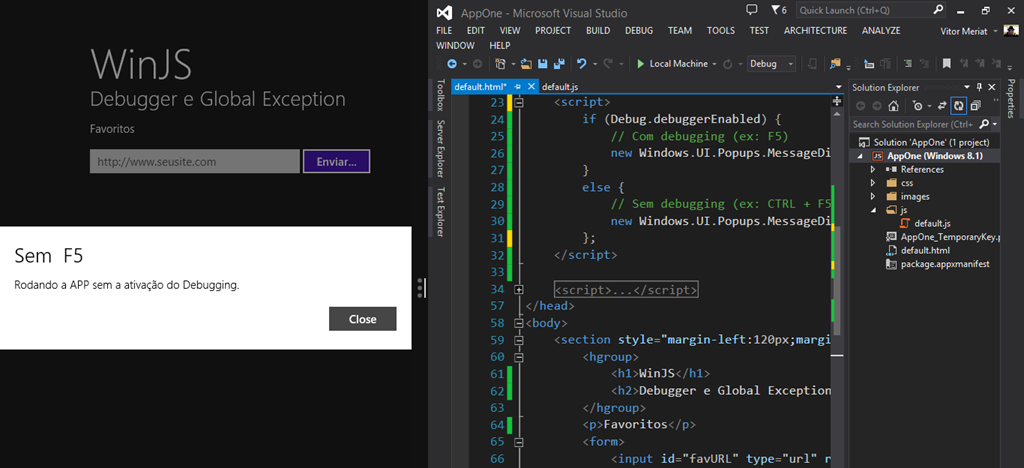 WinJS
Debugger e Global Exception
Favoritos
http://www.seusite.com
Enviar...
Sem F5
Rodando a APP sem a ativação do Debugging.
Close
AppOne - Microsoft Visual Studio
6
Quick Launch (Ctrl+Q)
FILE EDIT VIEW PROJECT BUILD DEBUG TEAM TOOLS TEST ARCHITECTURE ANALYZE
Vitor Meriat
WINDOW HELP
Local Machine
Debug
Toolbox
Server Explorer
Test Explorer
default.html*
default.js
23 <script>
24 if (Debug.debuggerEnabled) {
25 // Com debugging (ex: F5)
26 new Windows.UI.Popups.MessageDi
27 }
28 else {
29 // Sem debugging (ex: CTRL + F5
30 new Windows.UI.Popups.MessageDi
31 };
32 </script>
33
34 <script>...</script>
57 </head>
58 <body>
59 <section style="margin-left:120px;margi
60 <hgroup>
61 <h1>WinJS</h1>
62 <h2>Debugger e Global Exception
63 </hgroup>
64 <p>Favoritos</p>
65 <form>
66 <input id="favURL" type="url" r
Solution Explorer
Search Solution Explorer (Ctrl+
Solution 'AppOne' (1 project)
JS AppOne (Windows 8.1)
References
css
images
js
default.js
AppOne_TemporaryKey.p
default.html
package.appxmanifest
Properties